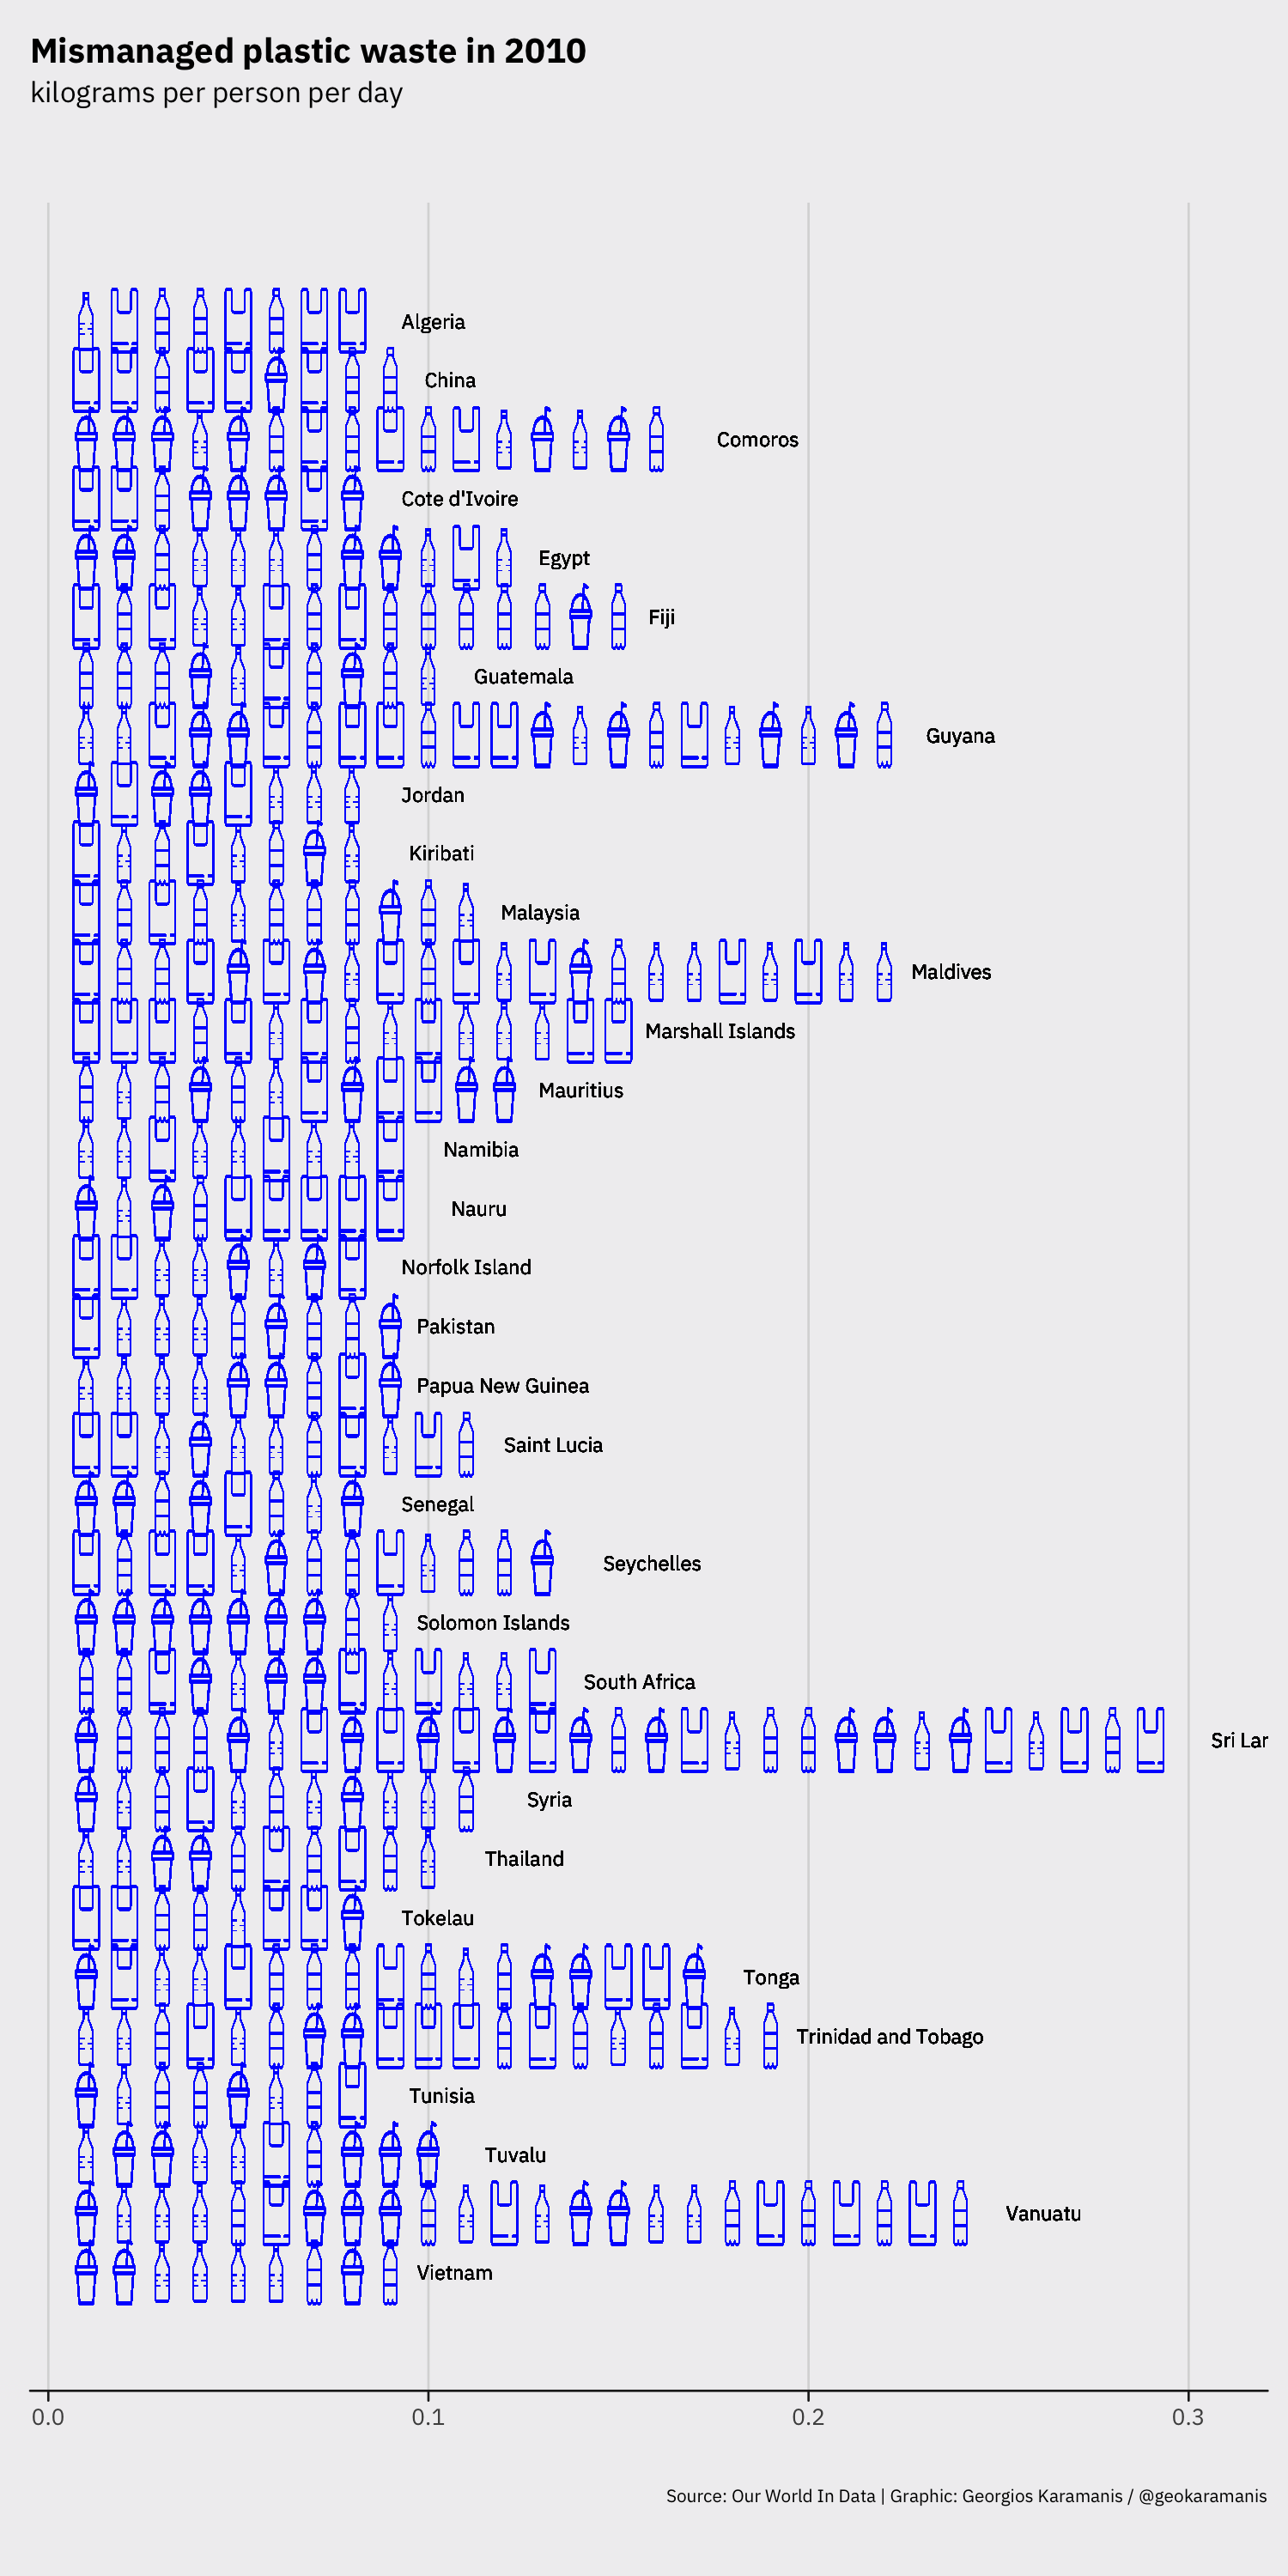 Mismanaged plastic waste in 2010
kilograms per person per day
Algeria
China
Comoros
Cote d'Ivoire
Egypt
Fiji
Guatemala
Guyana
Jordan
Kiribati
Malaysia
Maldives
Marshall Islands
Mauritius
Namibia
Nauru
Norfolk Island
Pakistan
Papua New Guinea
Saint Lucia
Senegal
Seychelles
Solomon Islands
South Africa
Sri Lar
Syria
Thailand
Tokelau
Tonga
Trinidad and Tobago
Tunisia
Tuvalu
Vanuatu
Vietnam
0.0 0.1 0.2 0.3
Source: Our World In Data | Graphic: Georgios Karamanis / @geokaramanis